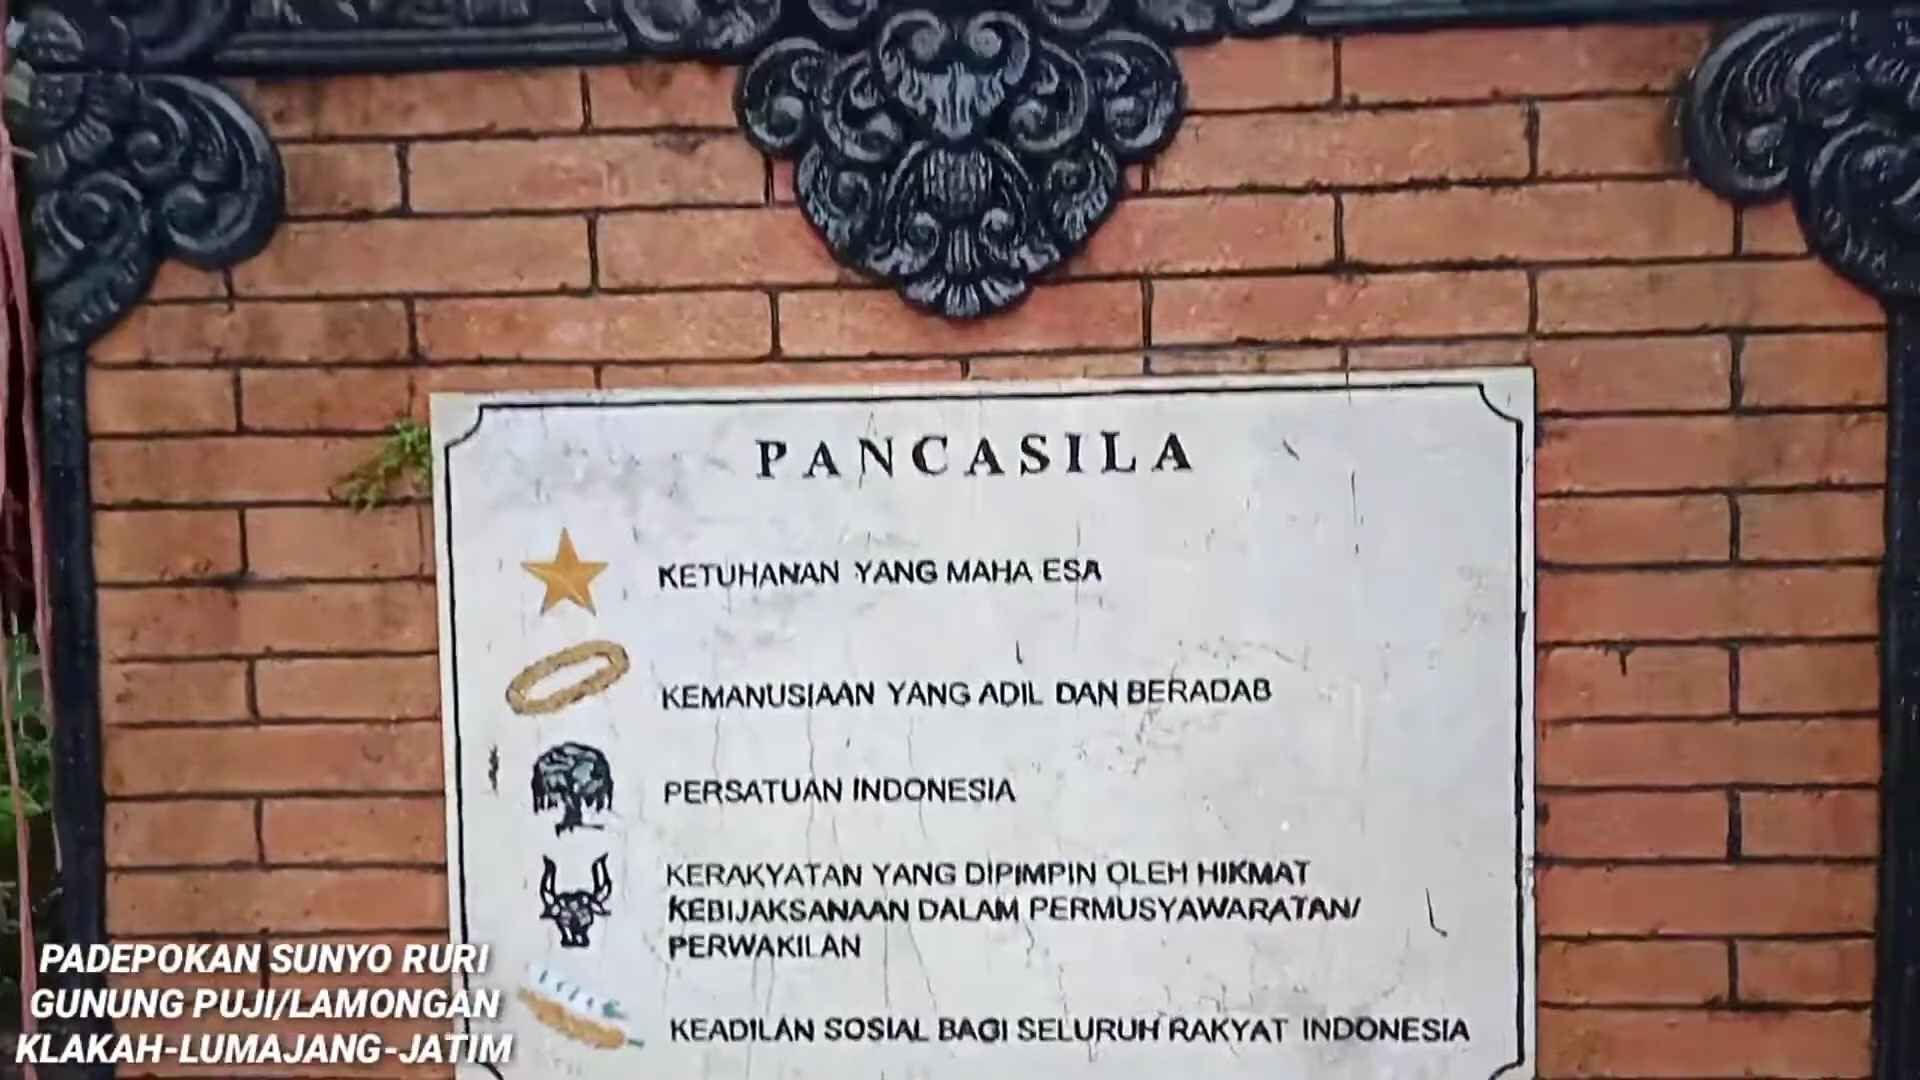 PANCASILA
KETUHANAN YANG MAHA ESA
KEMANUSIAAN YANG ADIL DAN BERADAB
PERSATUAN INDONESIA
KERAKYATAN YANG DIPIMPIN OLEH HIKMAT
KEBIJAKSANAAN DALAM PERMUSYAWARATAN/
PERWAKILAN
KEADILAN SOSIAL BAGI SELURUH RAKYAT INDONESIA
PADEPOKAN SUNYO RURI
GUNUNG PUJI/LAMONGAN
KLAKAH-LUMAJANG-JATIM